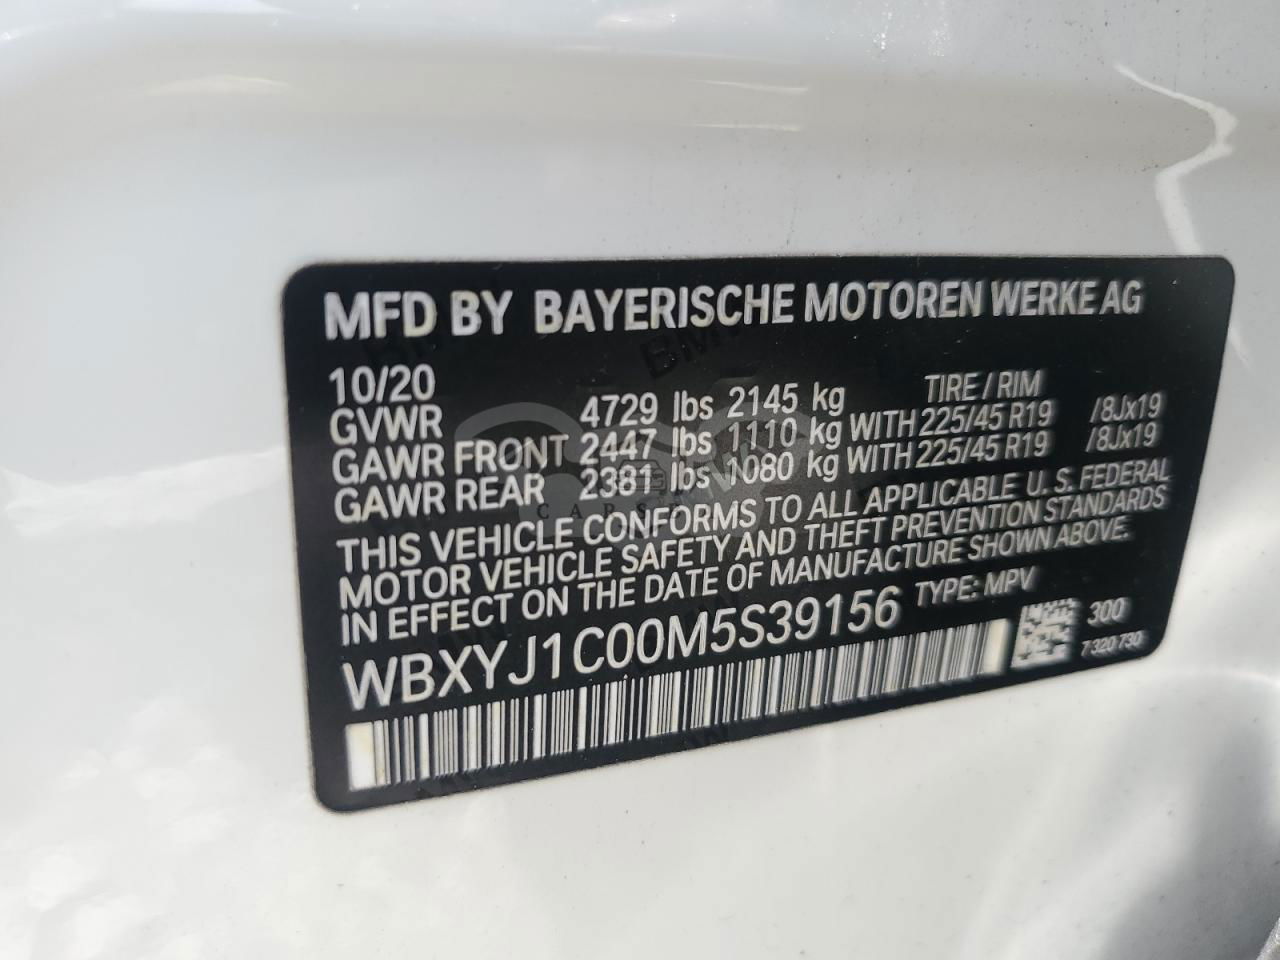 MFD BY BAYERISCHE MOTOREN WERKE AG
10/20 TIRE / RIM
GVWR 4729 lbs 2145 kg
GAWR FRONT 2447 lbs 1110 kg WITH 225/45 R19 /8Jx19
GAWR REAR 2381 lbs 1080 kg WITH 225/45 R19 /8Jx19
THIS VEHICLE CONFORMS TO ALL APPLICABLE U.S. FEDERAL
MOTOR VEHICLE SAFETY AND THEFT PREVENTION STANDARDS
IN EFFECT ON THE DATE OF MANUFACTURE SHOWN ABOVE.
WBXYJ1C00M5S39156 TYPE: MPV
300
7 320 730